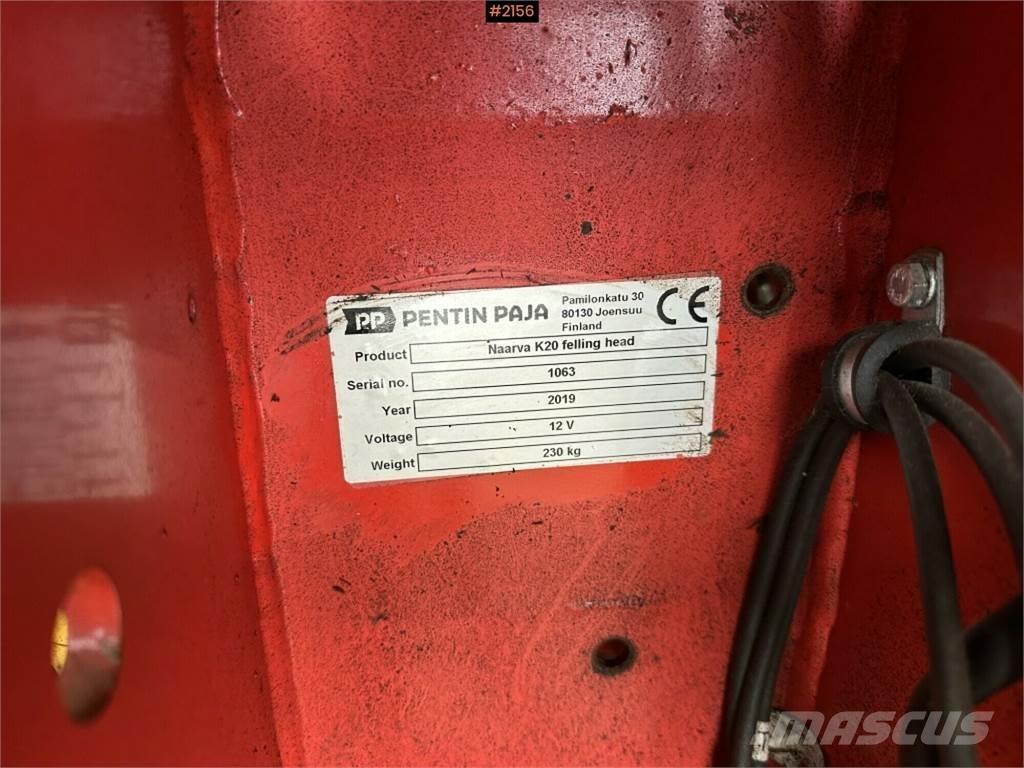 #2156
PP PENTIN PAJA
Pamilonkatu 30
80130 Joensuu
Finland
CE
Product Naarva K20 felling head
Serial no. 1063
Year 2019
Voltage 12 V
Weight 230 kg
MASCUS